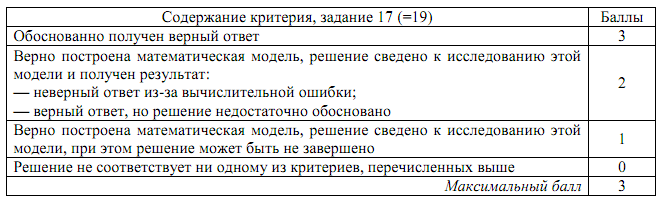 Содержание критерия, задание 17 (=19) Баллы
Обоснованно получен верный ответ 3
Верно построена математическая модель, решение сведено к исследованию этой
модели и получен результат:
— неверный ответ из-за вычислительной ошибки; 2
— верный ответ, но решение недостаточно обосновано
Верно построена математическая модель, решение сведено к исследованию этой
модели, при этом решение может быть не завершено 1
Решение не соответствует ни одному из критериев, перечисленных выше 0
Максимальный балл 3